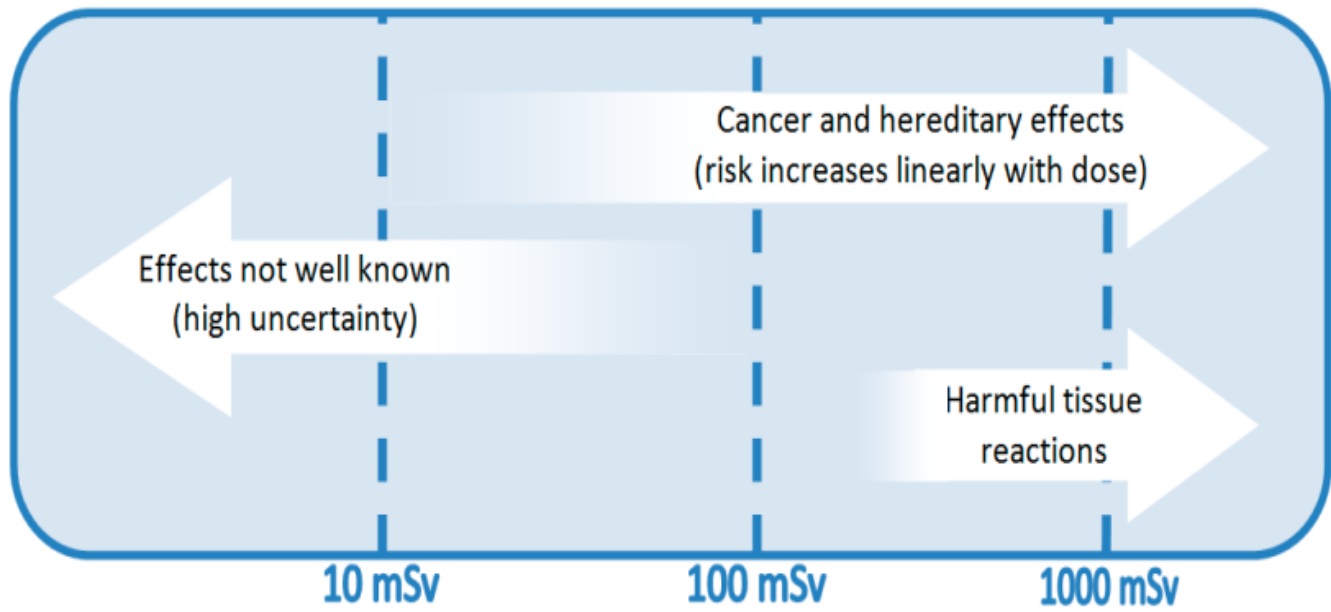 Cancer and hereditary effects
(risk increases linearly with dose)
Effects not well known
(high uncertainty)
Harmful tissue
reactions
10 mSv
100 mSv
1000 mSv